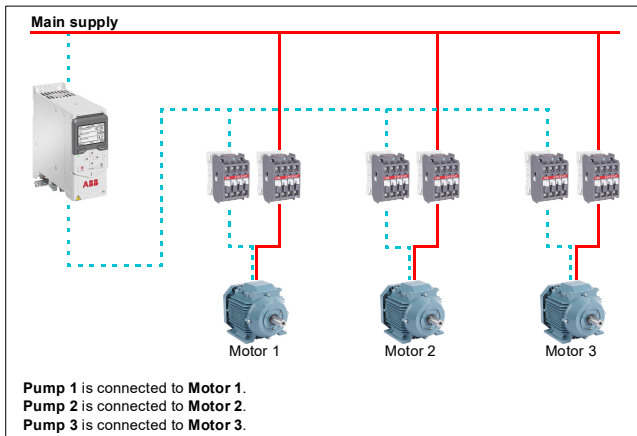 Main supply
ABB
Motor 1
Motor 2
Motor 3
Pump 1 is connected to Motor 1.
Pump 2 is connected to Motor 2.
Pump 3 is connected to Motor 3.